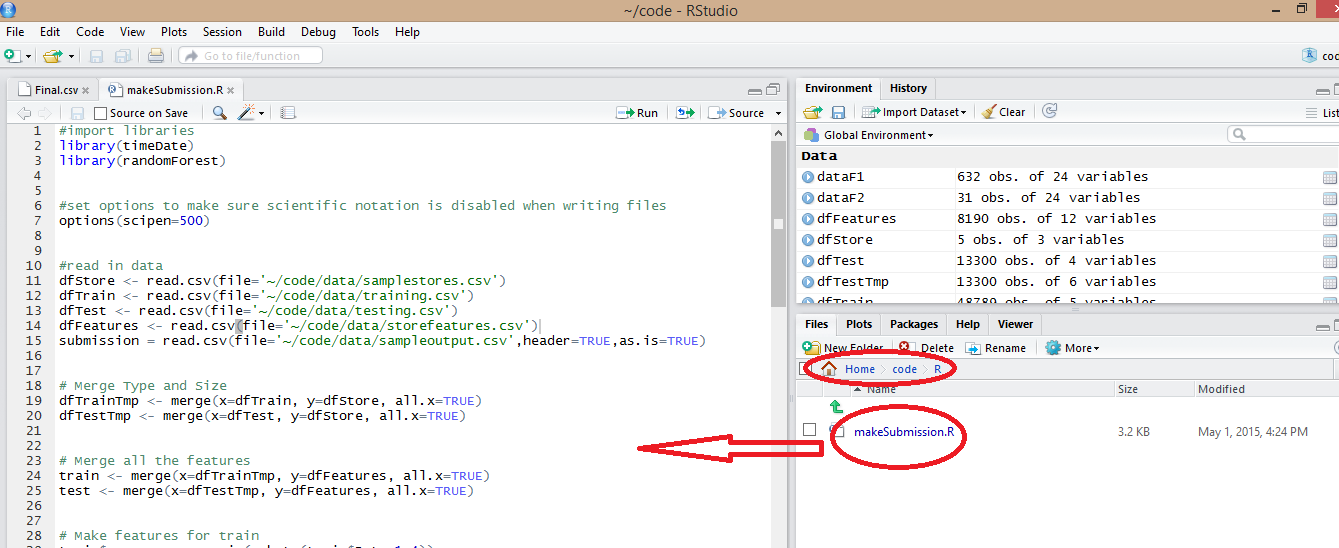 ~/code - RStudio
File Edit Code View Plots Session Build Debug Tools Help
Go to file/function
Final.csv makeSubmission.R
Source on Save Run Source
1 #import libraries
2 library(timeDate)
3 library(randomForest)
4
5
6 #set options to make sure scientific notation is disabled when writing files
7 options(scipen=500)
8
9
10 #read in data
11 dfStore <- read.csv(file='~/code/data/samplestores.csv')
12 dfTrain <- read.csv(file='~/code/data/training.csv')
13 dfTest <- read.csv(file='~/code/data/testing.csv')
14 dfFeatures <- read.csv(file='~/code/data/storefeatures.csv')
15 submission = read.csv(file='~/code/data/sampleoutput.csv',header=TRUE,as.is=TRUE)
16
17
18 # Merge Type and Size
19 dfTrainTmp <- merge(x=dfTrain, y=dfStore, all.x=TRUE)
20 dfTestTmp <- merge(x=dfTest, y=dfStore, all.x=TRUE)
21
22
23 # Merge all the features
24 train <- merge(x=dfTrainTmp, y=dfFeatures, all.x=TRUE)
25 test <- merge(x=dfTestTmp, y=dfFeatures, all.x=TRUE)
26
27
28 # Make features for train
Environment History
Import Dataset Clear List
Global Environment
Data
dataF1 632 obs. of 24 variables
dataF2 31 obs. of 24 variables
dfFeatures 8190 obs. of 12 variables
dfStore 5 obs. of 3 variables
dfTest 13300 obs. of 4 variables
dfTestTmp 13300 obs. of 6 variables
dfTrain 48789 obs. of 5 variables
Files Plots Packages Help Viewer
New Folder Delete Rename More
Home code R
Name Size Modified
makeSubmission.R 3.2 KB May 1, 2015, 4:24 PM